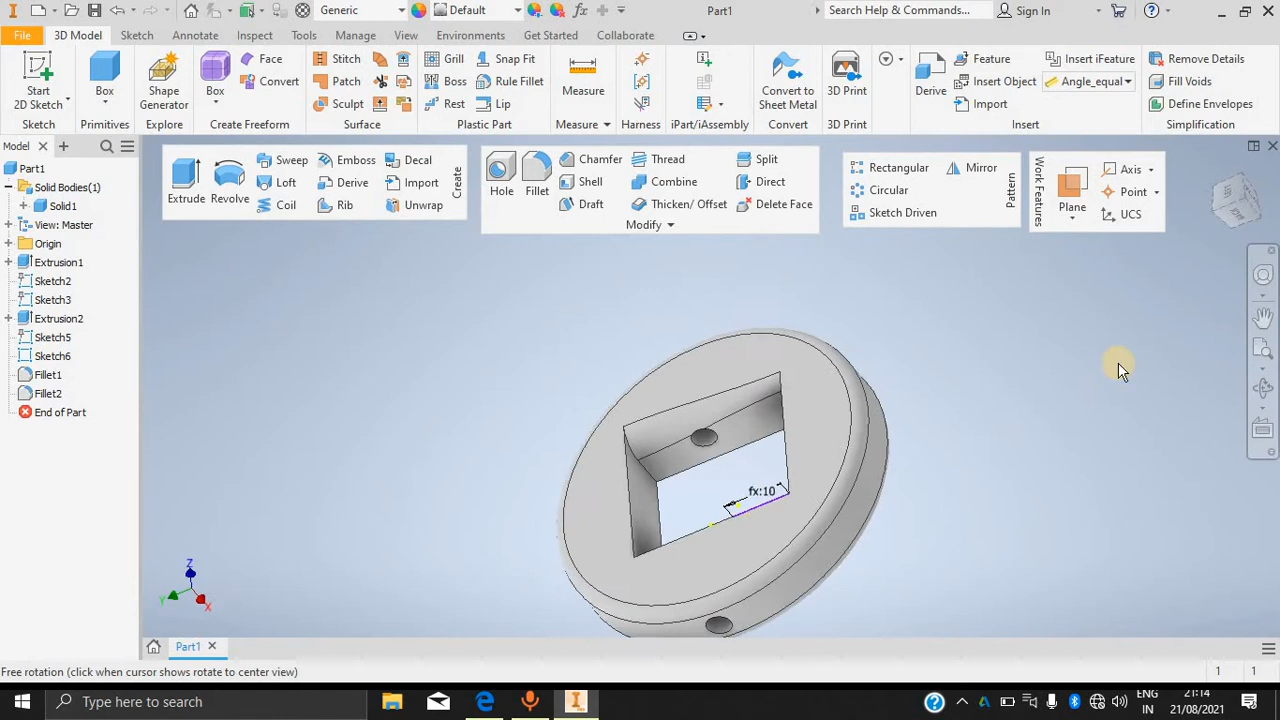 Generic
Default
Part1
Search Help & Commands...
Sign In
File
3D Model
Sketch
Annotate
Inspect
Tools
Manage
View
Environments
Get Started
Collaborate
Start
2D Sketch
Sketch
Box
Primitives
Shape
Generator
Explore
Box
Face
Convert
Create Freeform
Stitch
Patch
Sculpt
Surface
Grill
Boss
Rest
Snap Fit
Rule Fillet
Lip
Plastic Part
Measure
Measure
Harness
iPart/iAssembly
Convert to
Sheet Metal
Convert
3D Print
3D Print
Derive
Feature
Insert Object
Import
Insert iFeature
Angle_equal
Insert
Remove Details
Fill Voids
Define Envelopes
Simplification
Model
Part1
Solid Bodies(1)
Solid1
View: Master
Origin
Extrusion1
Sketch2
Sketch3
Extrusion2
Sketch5
Sketch6
Fillet1
Fillet2
End of Part
Extrude
Revolve
Sweep
Loft
Coil
Emboss
Derive
Rib
Decal
Import
Unwrap
Create
Hole
Fillet
Chamfer
Shell
Draft
Thread
Combine
Thicken/ Offset
Split
Direct
Delete Face
Modify
Rectangular
Circular
Sketch Driven
Mirror
Pattern
Work Features
Plane
Axis
Point
UCS
fx:10
Z
Y
X
Part1
Free rotation (click when cursor shows rotate to center view)
1
1
Type here to search
ENG
IN
21:14
21/08/2021